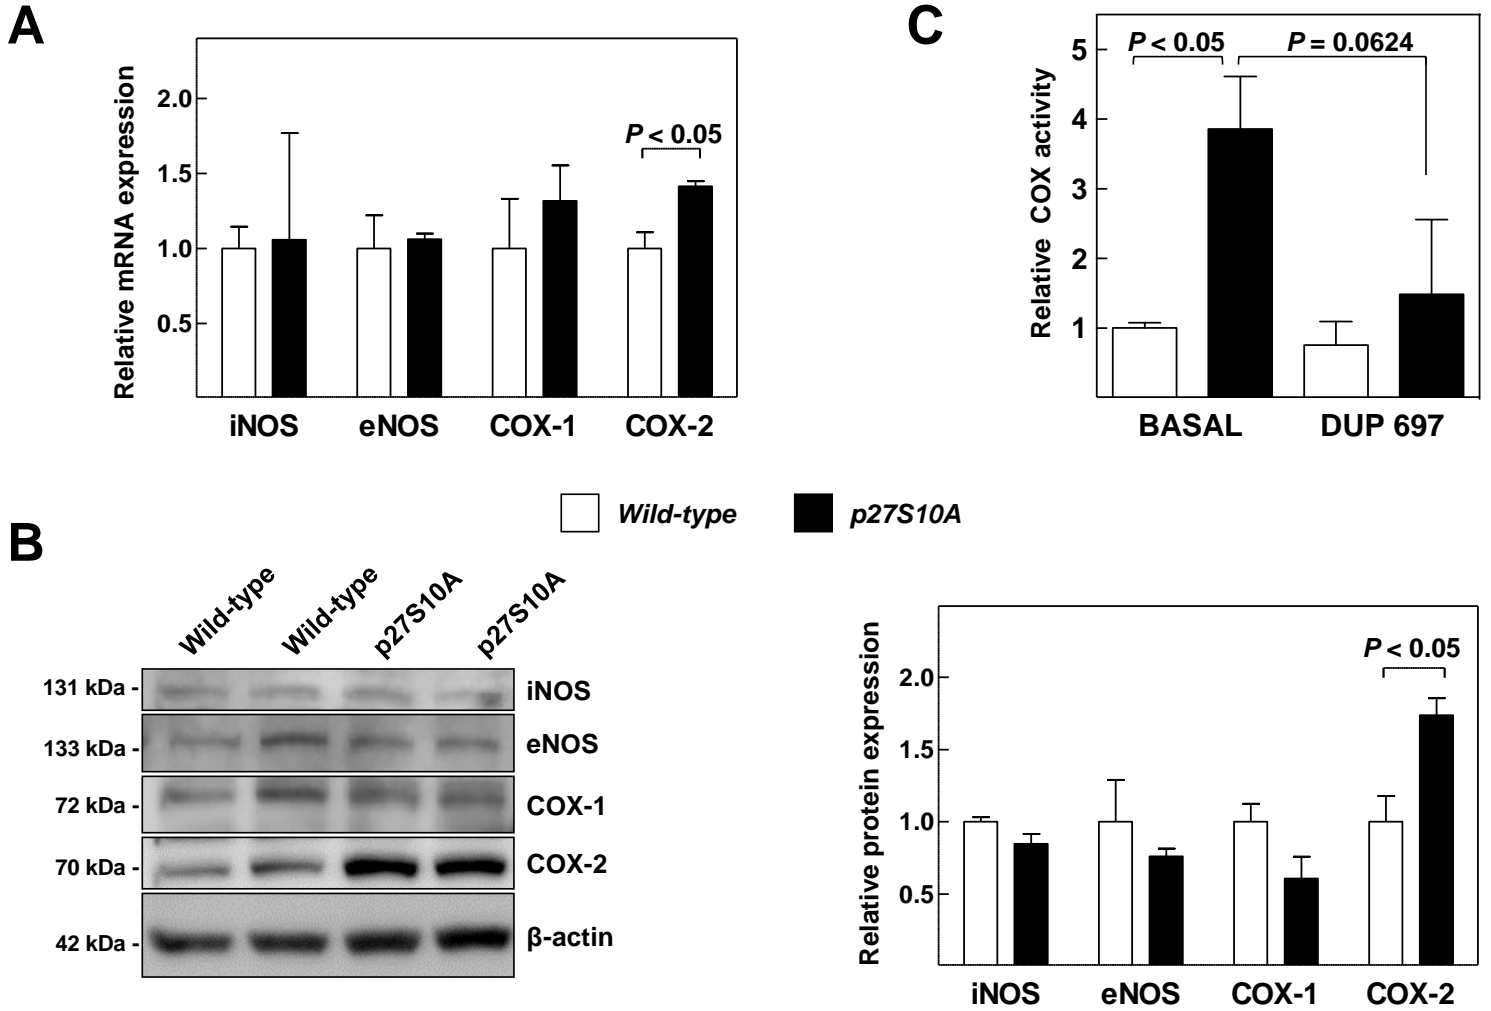 A
Relative mRNA expression
2.0
1.5
1.0
0.5
P < 0.05
iNOS eNOS COX-1 COX-2
C
Relative COX activity
5
4
3
2
1
P < 0.05 P = 0.0624
BASAL DUP 697
Wild-type p27S10A
B
Wild-type Wild-type p27S10A p27S10A
131 kDa - iNOS
133 kDa - eNOS
72 kDa - COX-1
70 kDa - COX-2
42 kDa - β-actin
Relative protein expression
2.0
1.5
1.0
0.5
P < 0.05
iNOS eNOS COX-1 COX-2